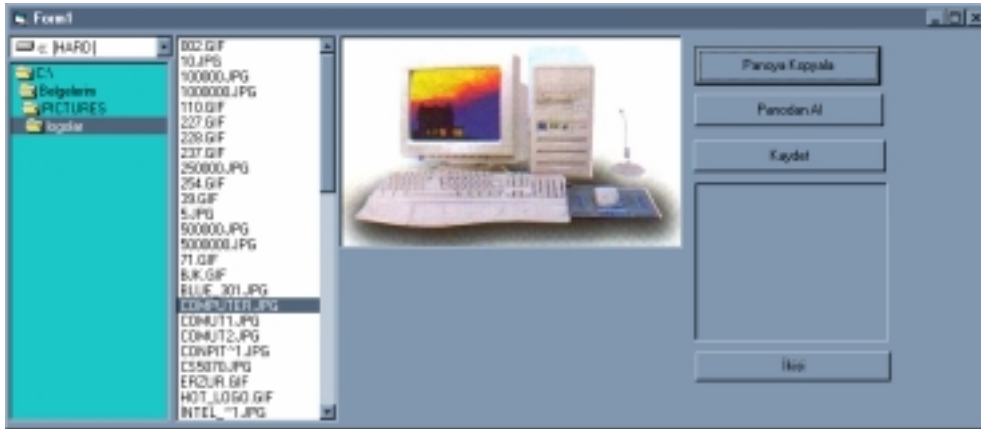 Form1
c: [HARD]
C:\
Belgelerim
PICTURES
logolar
002.GIF
10.JPG
100000.JPG
1000000.JPG
110.GIF
227.GIF
228.GIF
237.GIF
250000.JPG
254.GIF
39.GIF
5.JPG
500000.JPG
5000000.JPG
71.GIF
BJK.GIF
BLUE_301.JPG
COMPUTER.JPG
COMUT1.JPG
COMUT2.JPG
CONPIT~1.JPG
CS5070.JPG
ERZUR.GIF
HOT_LOGO.GIF
INTEL_~1.JPG
Panoya Kopyala
Panodan Al
Kaydet